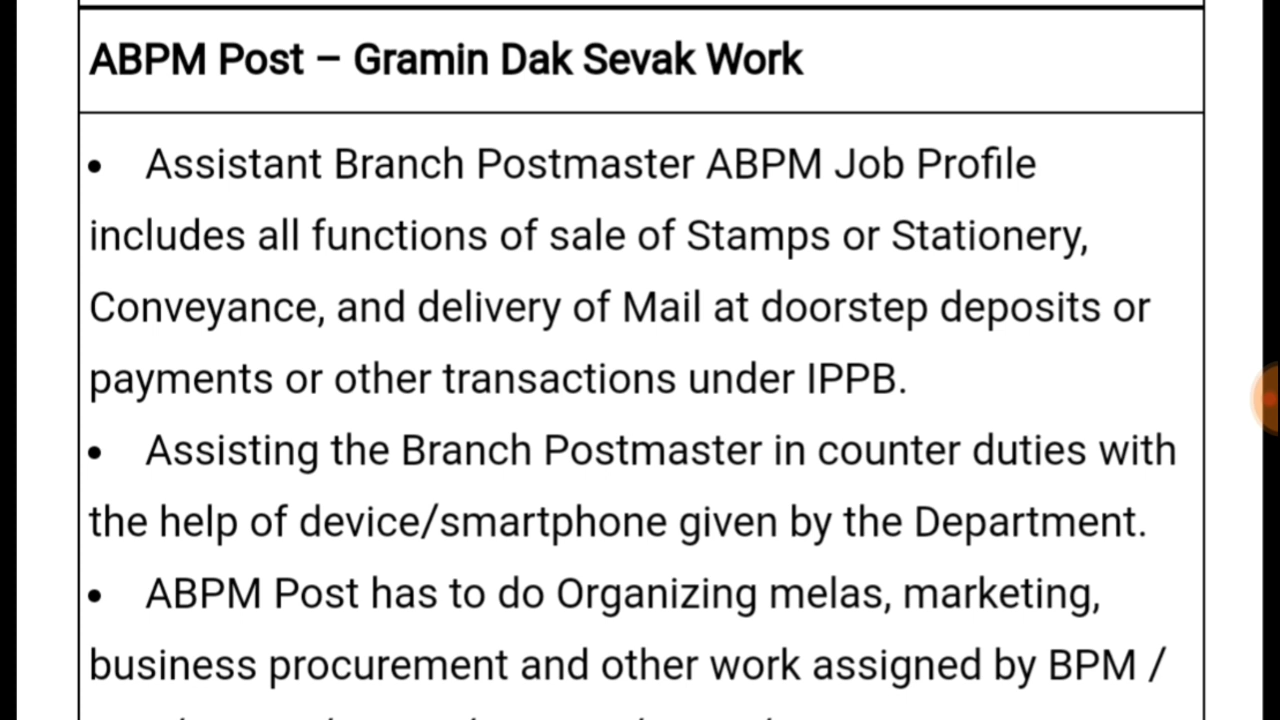 ABPM Post – Gramin Dak Sevak Work
• Assistant Branch Postmaster ABPM Job Profile
includes all functions of sale of Stamps or Stationery,
Conveyance, and delivery of Mail at doorstep deposits or
payments or other transactions under IPPB.
• Assisting the Branch Postmaster in counter duties with
the help of device/smartphone given by the Department.
• ABPM Post has to do Organizing melas, marketing,
business procurement and other work assigned by BPM /